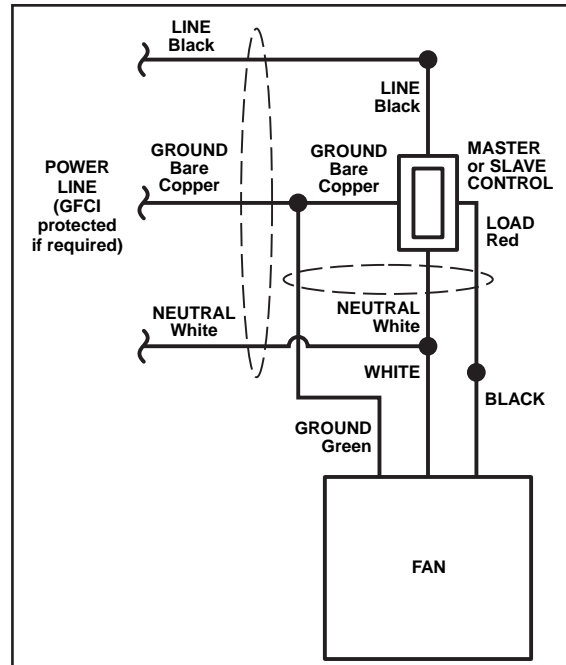 LINE
Black
LINE
Black
GROUND
Bare
Copper
GROUND
Bare
Copper
MASTER
or SLAVE
CONTROL
POWER
LINE
(GFCI
protected
if required)
LOAD
Red
NEUTRAL
White
NEUTRAL
White
WHITE
BLACK
GROUND
Green
FAN